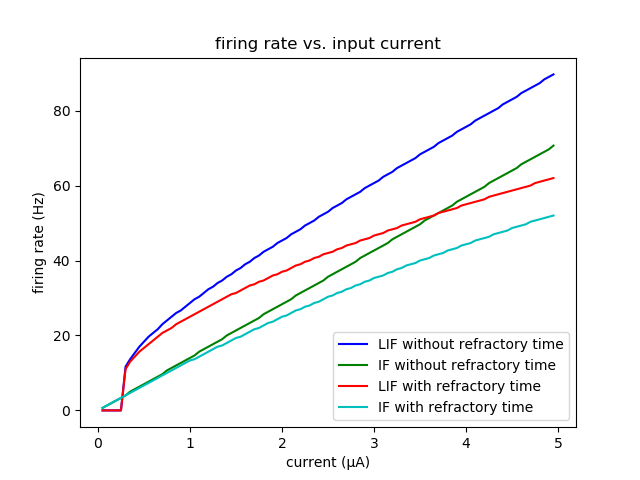 firing rate vs. input current
firing rate (Hz)
80
60
40
20
0
0 1 2 3 4 5
current (μA)
LIF without refractory time
IF without refractory time
LIF with refractory time
IF with refractory time